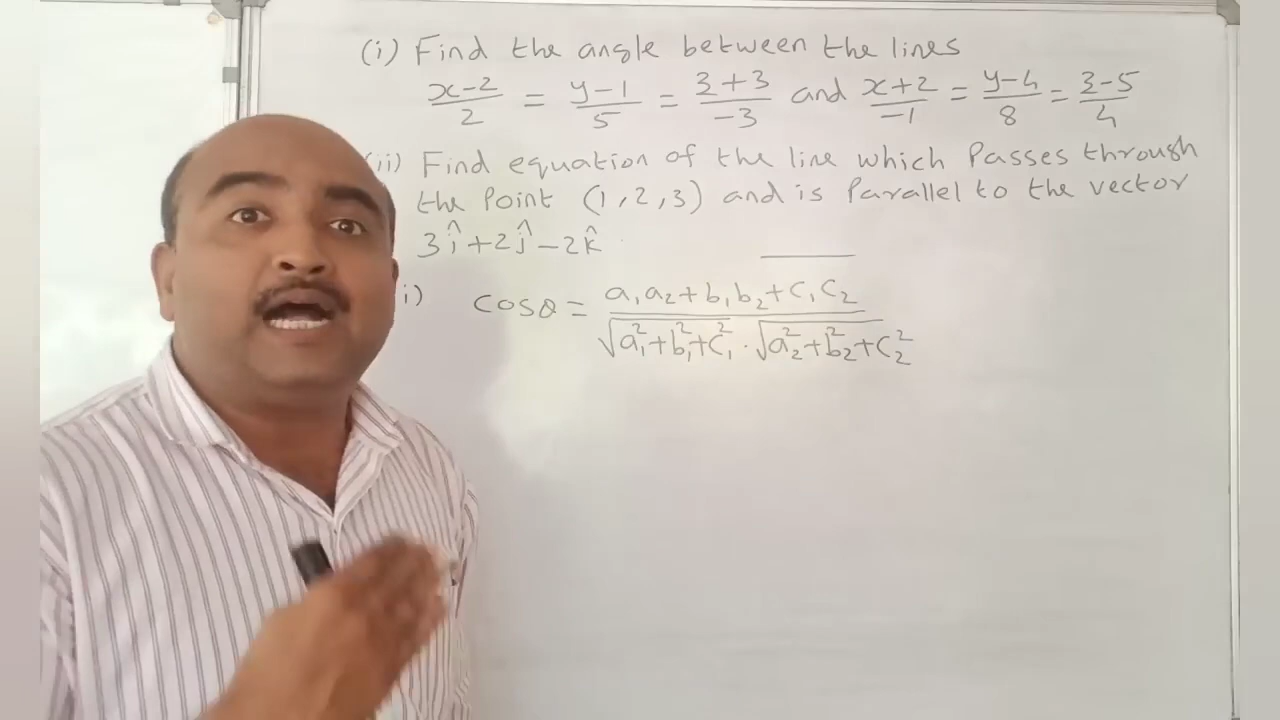 (i) Find the angle between the lines
x-2/2 = y-1/5 = z+3/-3 and x+2/-1 = y-4/8 = z-5/4
(ii) Find equation of the line which Passes through
the Point (1,2,3) and is Parallel to the vector
3î+2ĵ-2k̂
i) cosθ = a₁a₂+b₁b₂+c₁c₂/√a₁²+b₁²+c₁² · √a₂²+b₂²+c₂²